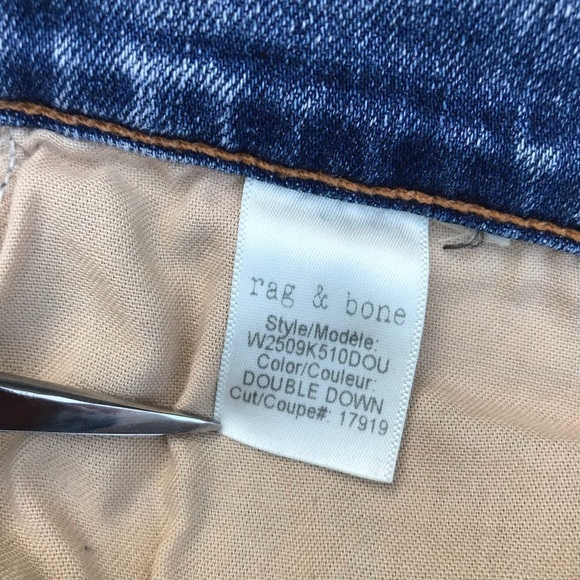 rag & bone
Style/Modèle:
W2509K510DOU
Color/Couleur:
DOUBLE DOWN
Cut/Coupe#: 17919